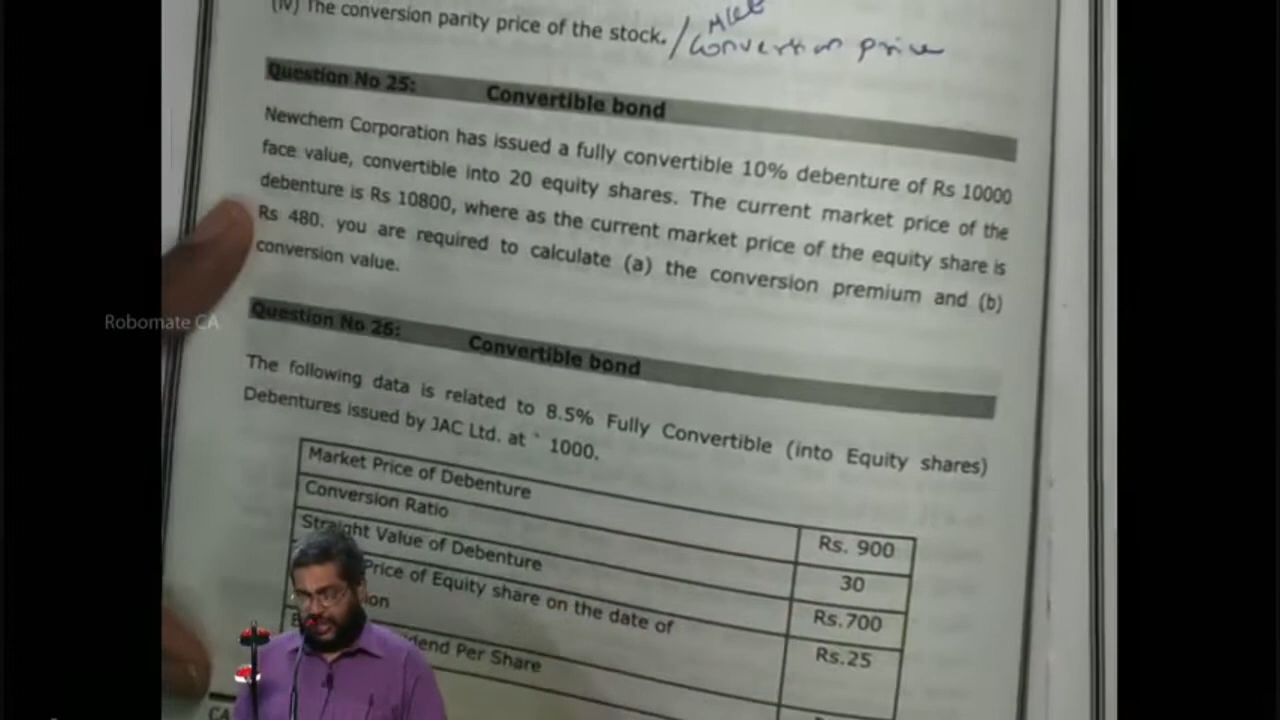 (iv) The conversion parity price of the stock. / Mkt
Conversion price
Question No 25: Convertible bond
Newchem Corporation has issued a fully convertible 10% debenture of Rs 10000
face value, convertible into 20 equity shares. The current market price of the
debenture is Rs 10800, where as the current market price of the equity share is
Rs 480. you are required to calculate (a) the conversion premium and (b)
conversion value.
Robomate CA
Question No 26: Convertible bond
The following data is related to 8.5% Fully Convertible (into Equity shares)
Debentures issued by JAC Ltd. at ` 1000.
Market Price of Debenture Rs. 900
Conversion Ratio 30
Straight Value of Debenture Rs.700
Price of Equity share on the date of Rs.25
Per Share
CA